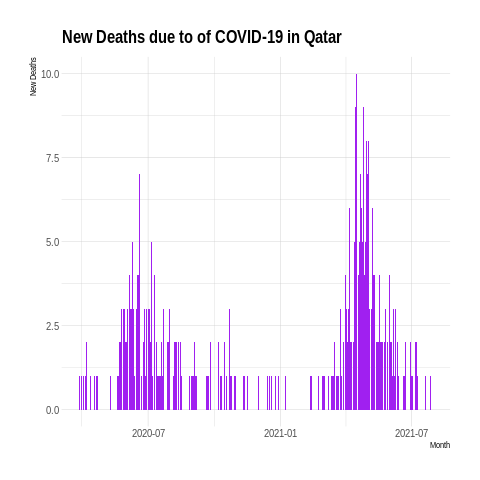 New Deaths due to of COVID-19 in Qatar
New Deaths
10.0
7.5
5.0
2.5
0.0
2020-07
2021-01
2021-07
Month